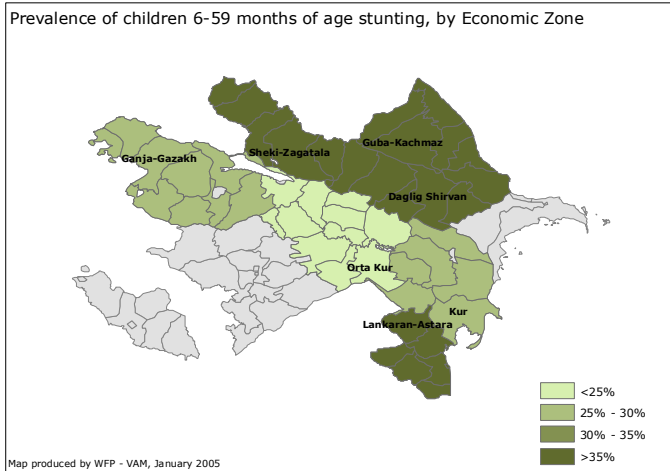 Prevalence of children 6-59 months of age stunting, by Economic Zone
Guba-Kachmaz
Sheki-Zagatala
Ganja-Gazakh
Daglig Shirvan
Orta Kur
Kur
Lankaran-Astara
<25%
25% - 30%
30% - 35%
>35%
Map produced by WFP - VAM, January 2005